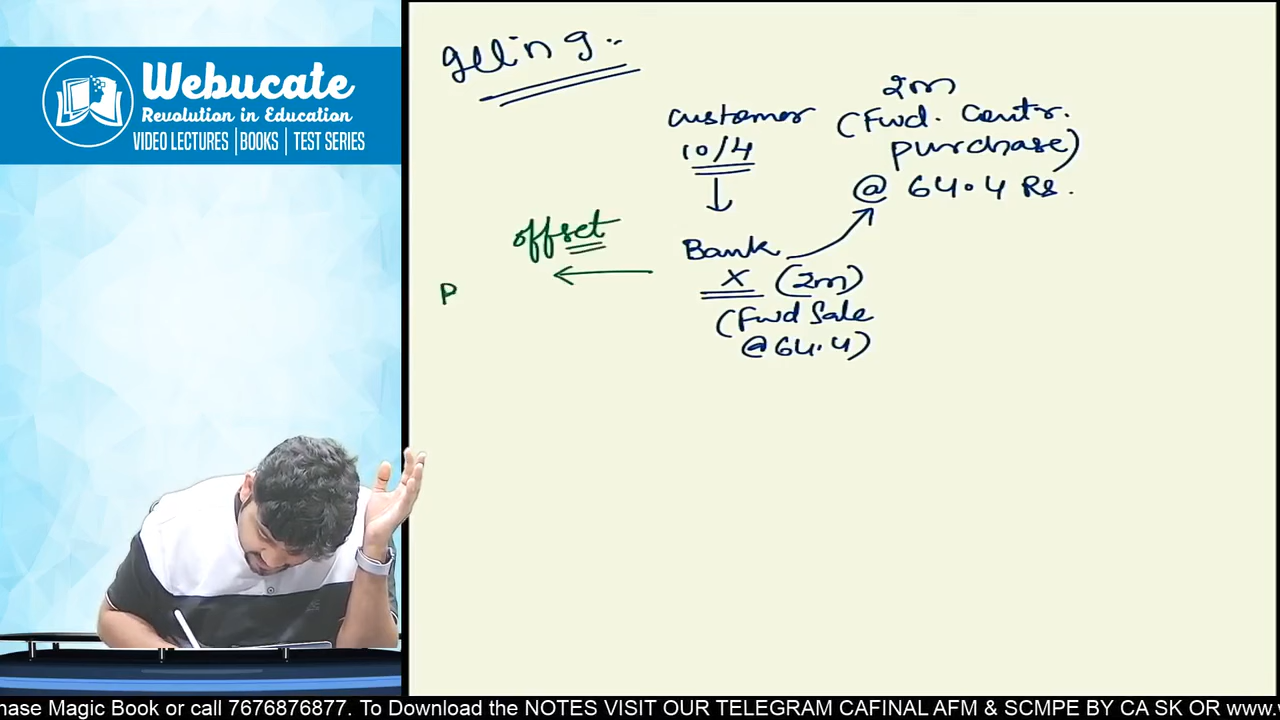 Webucate
Revolution in Education
VIDEO LECTURES | BOOKS | TEST SERIES
customer
10/4
2m
(Fwd. Contr.
purchase)
@ 64.4 Rs.
offset
Bank
X (2m)
(Fwd Sale
@ 64.4)
P
hase Magic Book or call 7676876877. To Download the NOTES VISIT OUR TELEGRAM CAFINAL AFM & SCMPE BY CA SK OR www.